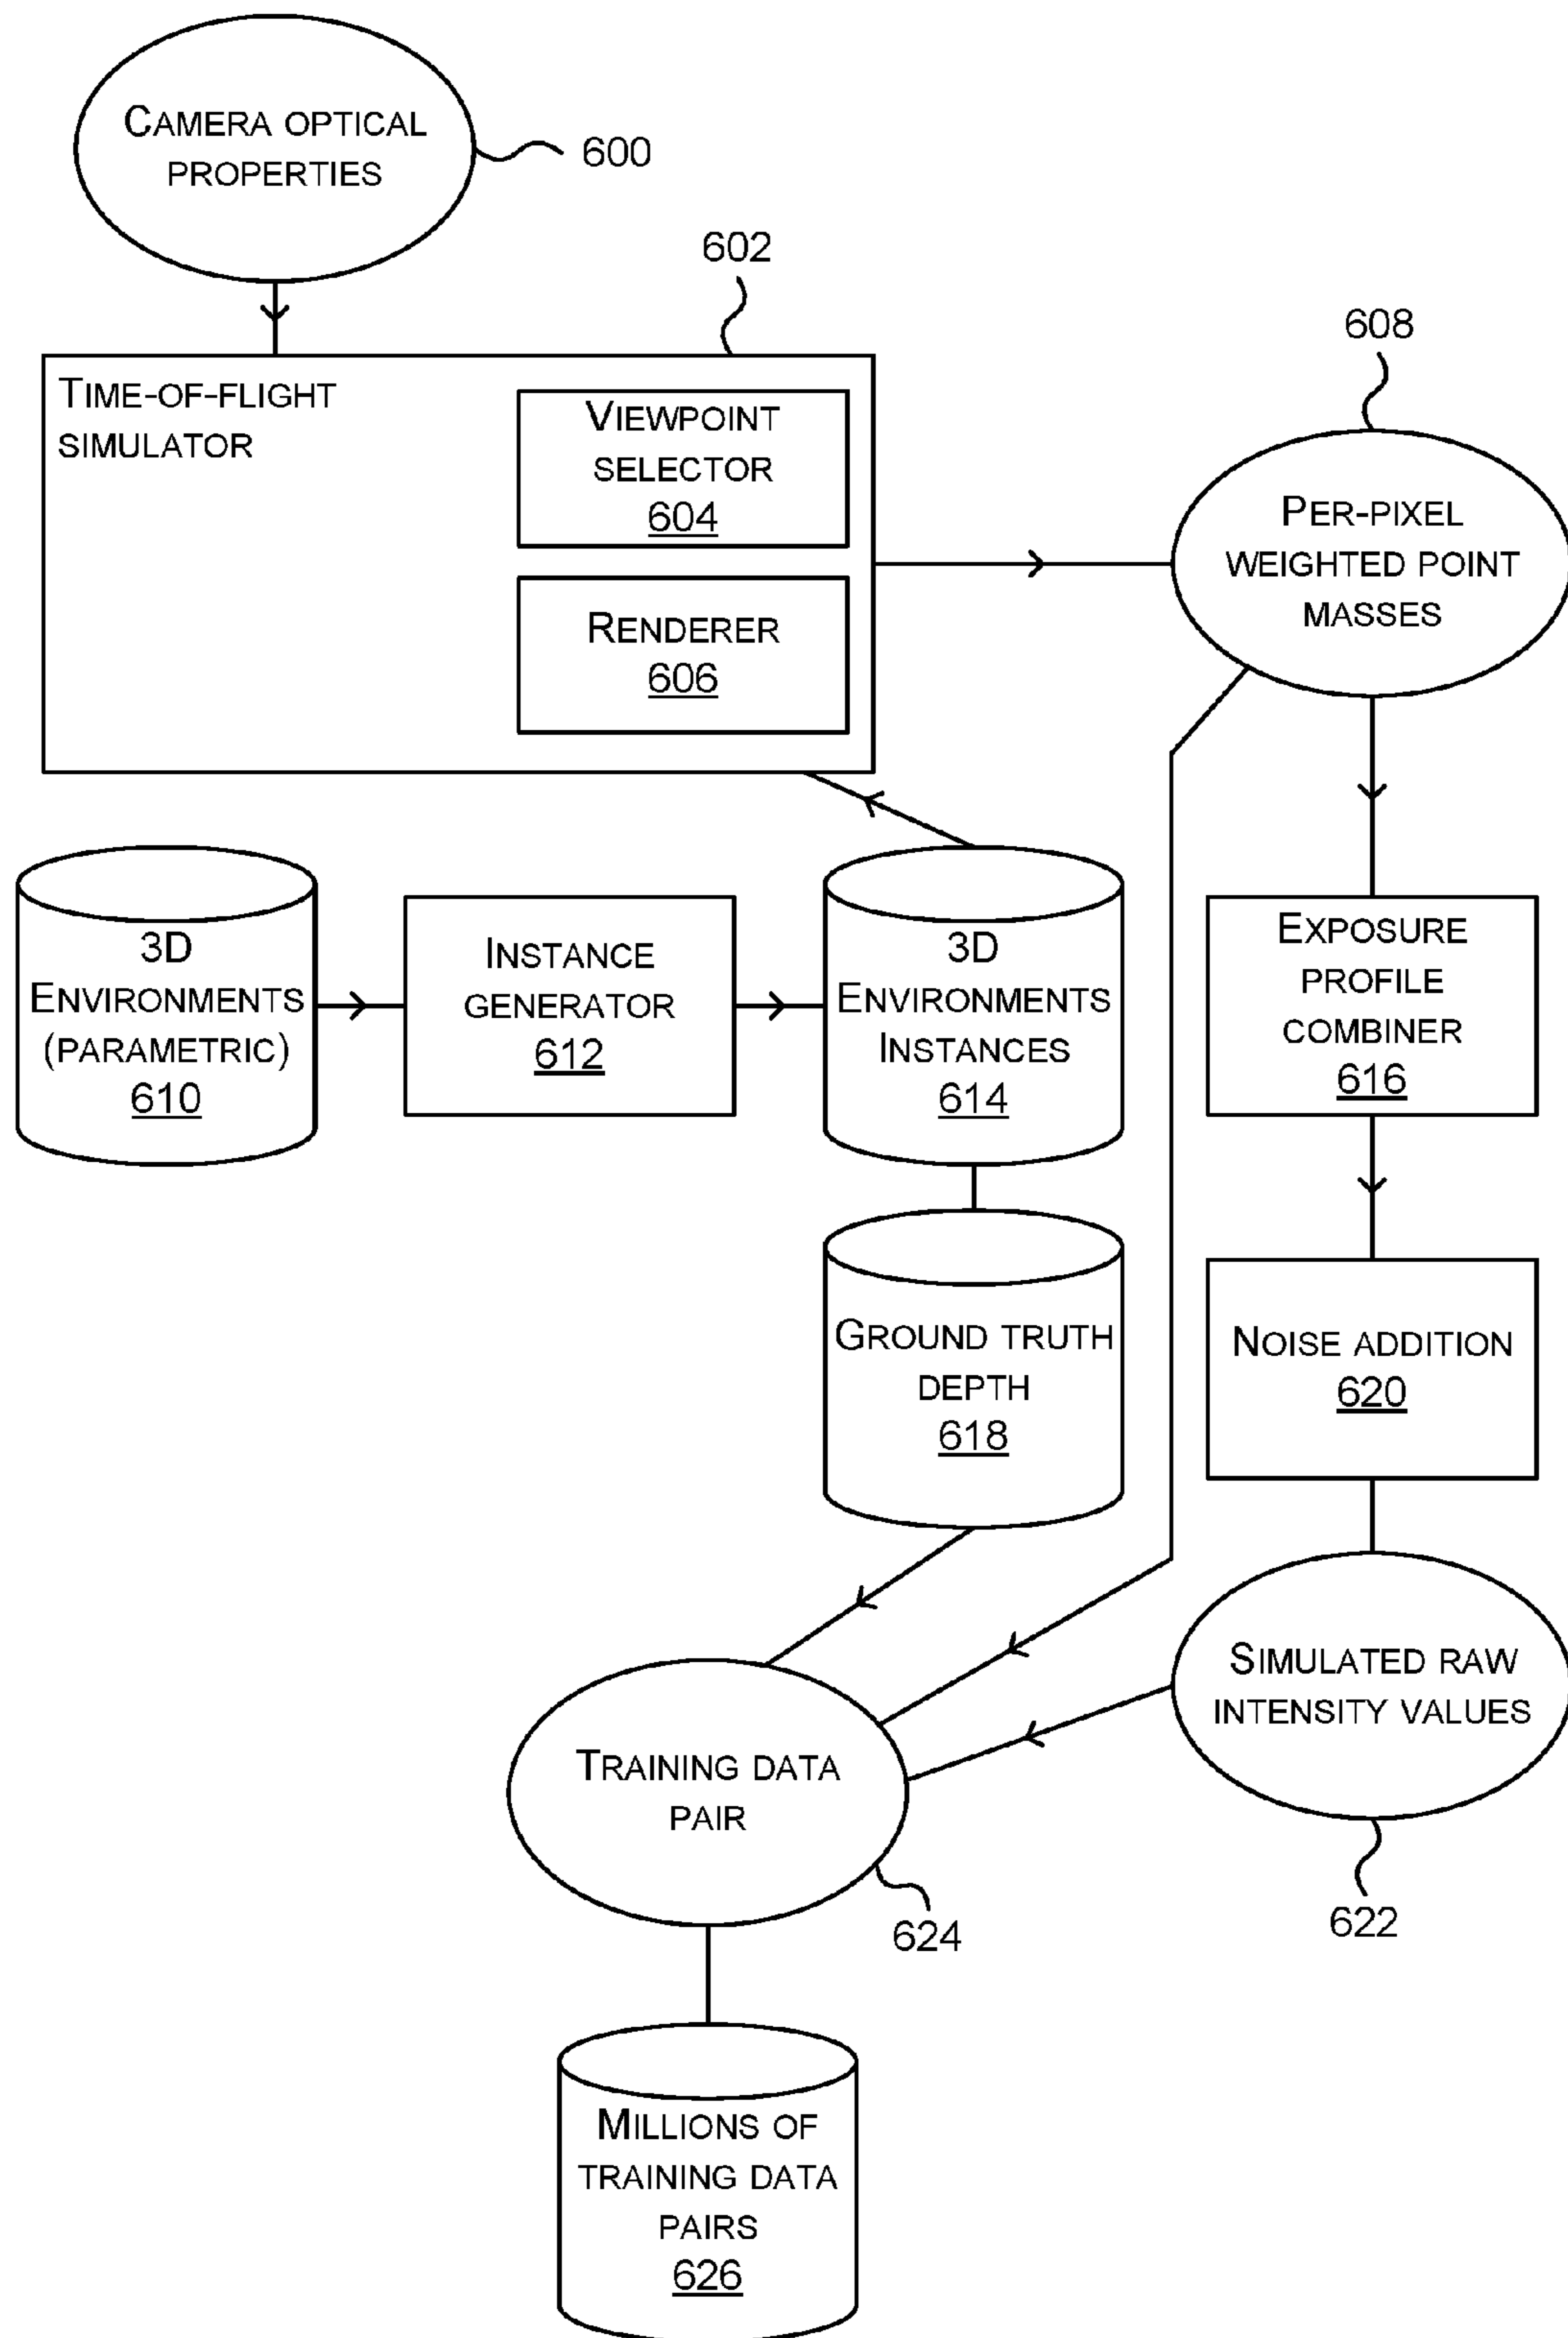 CAMERA OPTICAL
PROPERTIES
600
602
TIME-OF-FLIGHT
SIMULATOR
VIEWPOINT
SELECTOR
604
RENDERER
606
608
PER-PIXEL
WEIGHTED POINT
MASSES
3D
ENVIRONMENTS
(PARAMETRIC)
610
INSTANCE
GENERATOR
612
3D
ENVIRONMENTS
INSTANCES
614
EXPOSURE
PROFILE
COMBINER
616
GROUND TRUTH
DEPTH
618
NOISE ADDITION
620
SIMULATED RAW
INTENSITY VALUES
622
TRAINING DATA
PAIR
624
MILLIONS OF
TRAINING DATA
PAIRS
626